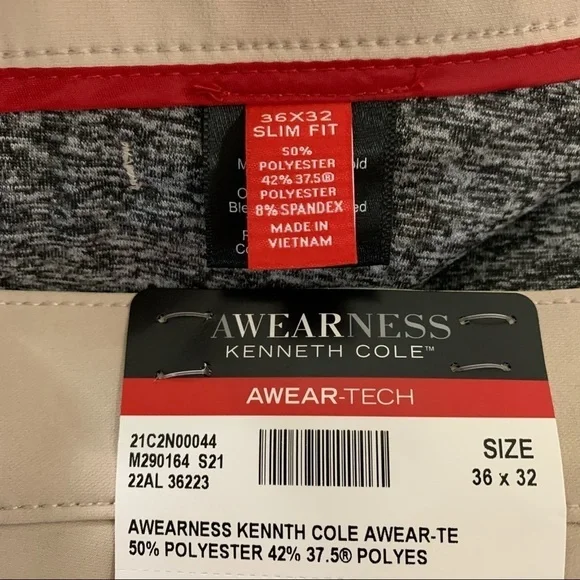 36X32
SLIM FIT
50%
POLYESTER
42% 37.5®
POLYESTER
8% SPANDEX
MADE IN
VIETNAM
AWEARNESS
KENNETH COLE™
AWEAR-TECH
21C2N00044
M290164 S21
22AL 36223
SIZE
36 x 32
AWEARNESS KENNTH COLE AWEAR-TE
50% POLYESTER 42% 37.5® POLYES